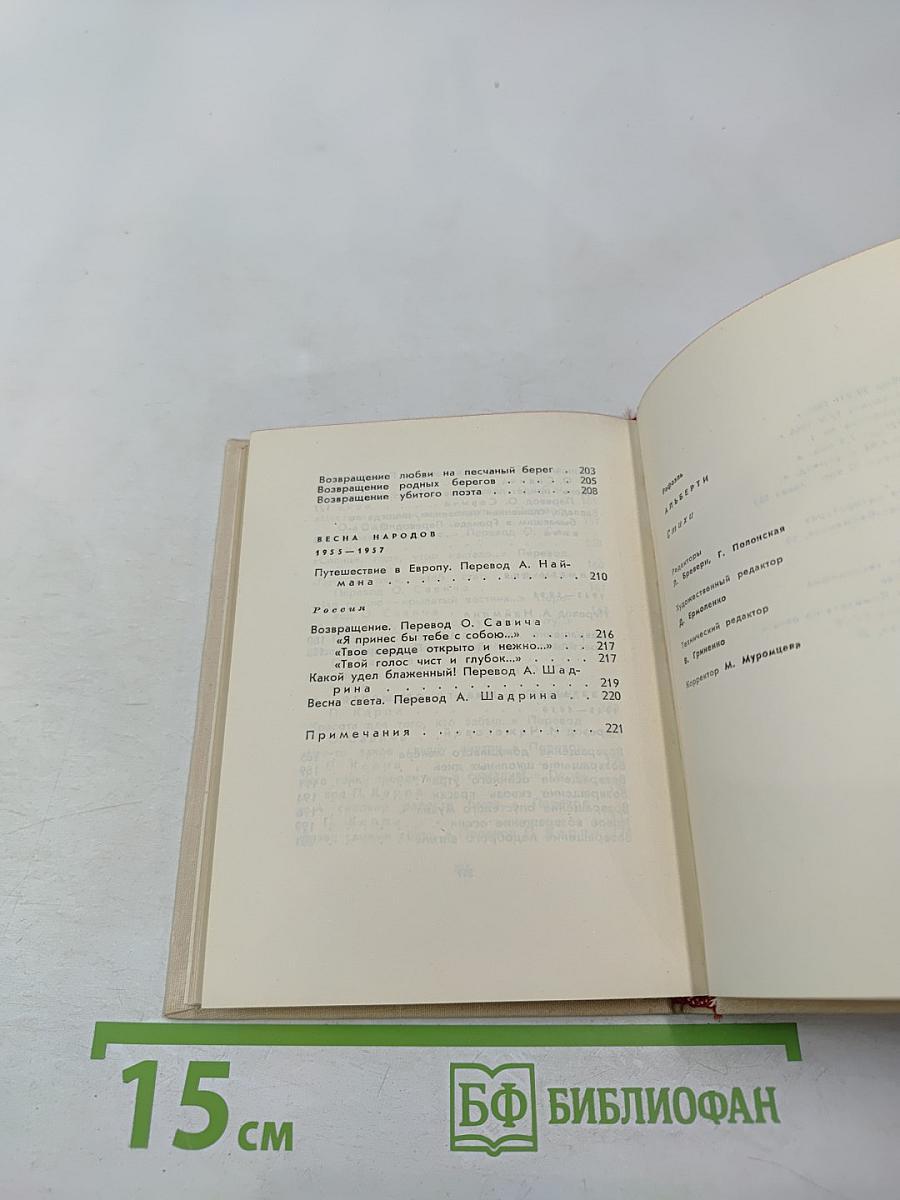 Возвращение любви на песчаный берег . 203
Возвращение родных берегов . . . . . 205
Возвращение убитого поэта . . . . . . . 208
ВЕСНА НАРОДОВ
1955—1957
Путешествие в Европу. Перевод А. Най-
мана . . . . . . . . . . . . . . 210
Россия
Возвращение. Перевод О. Савича
«Я принес бы тебе с собою...» . . . . . 216
«Твое сердце открыто и нежно...» . . . 217
«Твой голос чист и глубок...» . . . . . 217
Какой удел блаженный! Перевод А. Шад-
рина . . . . . . . . . . . . . 219
Весна света. Перевод А. Шадрина . . . 220
Примечания . . . . . . . . . . . 221
Рафаэль
АЛЬБЕРТИ
Стихи
Редакторы
Л. Бреверн, Г. Полонская
Художественный редактор
Д. Ермоленко
Технический редактор
В. Гриненко
Корректор М. Муромцева
15 см
БФ БИБЛИОФАН